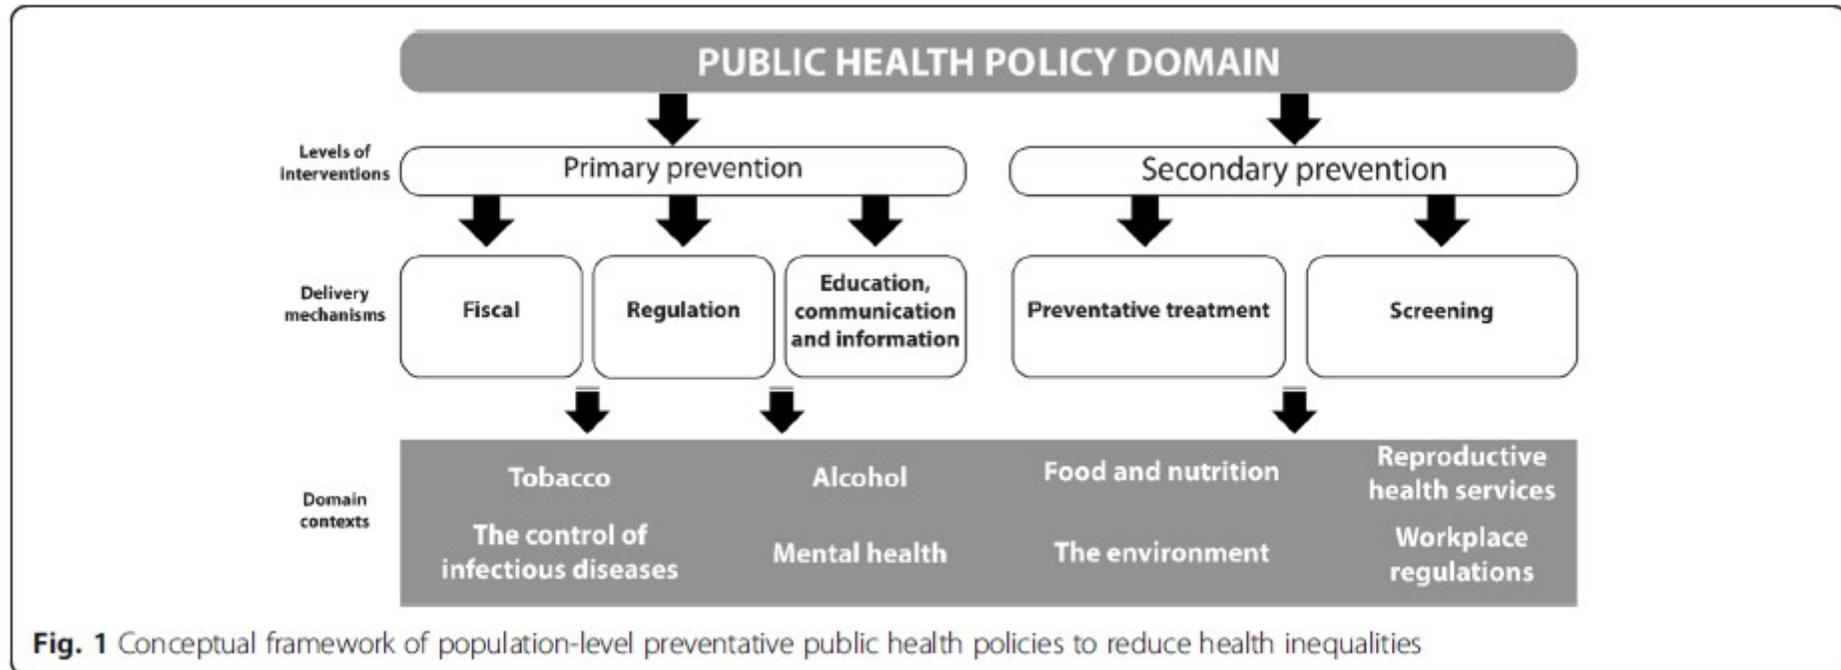 PUBLIC HEALTH POLICY DOMAIN
Levels of
interventions
Primary prevention
Secondary prevention
Delivery
mechanisms
Fiscal
Regulation
Education,
communication
and information
Preventative treatment
Screening
Domain
contexts
Tobacco
Alcohol
Food and nutrition
Reproductive
health services
The control of
infectious diseases
Mental health
The environment
Workplace
regulations
Fig. 1 Conceptual framework of population-level preventative public health policies to reduce health inequalities